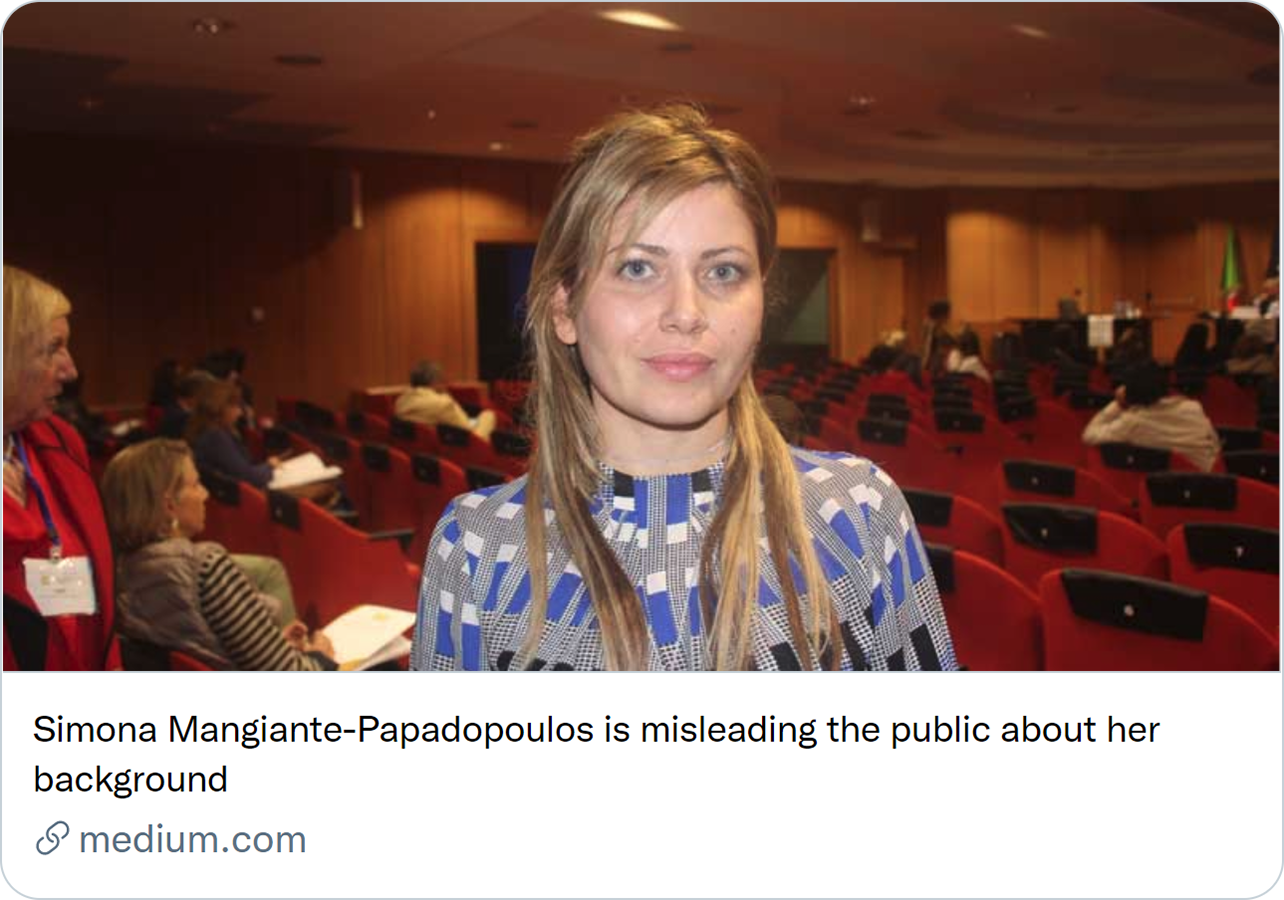 Simona Mangiante-Papadopoulos is misleading the public about her
background
medium.com